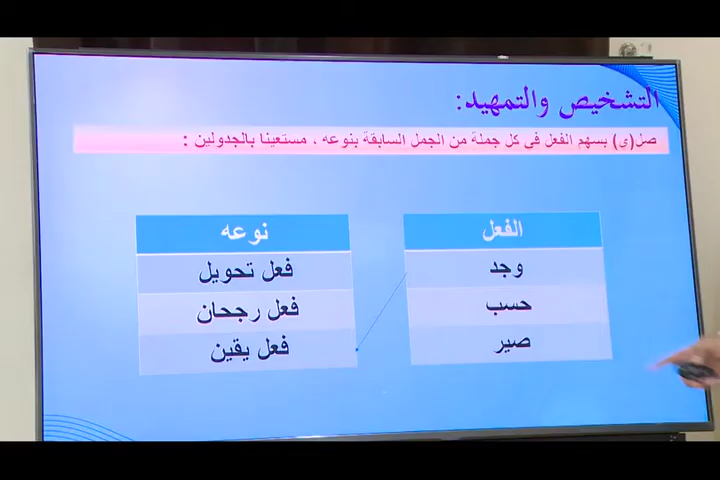 التشخيص والتمهيد:
صل(ي) بسهم الفعل في كل جملة من الجمل السابقة بنوعه ، مستعينا بالجدولين :
الفعل نوعه
وجد فعل تحويل
حسب فعل رجحان
صير فعل يقين